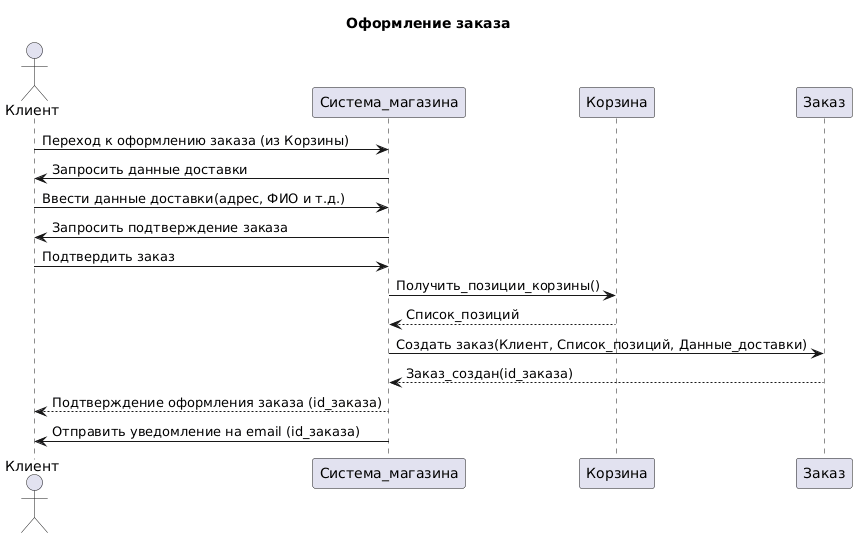 Оформление заказа
Клиент
Система_магазина
Корзина
Заказ
Переход к оформлению заказа (из Корзины)
Запросить данные доставки
Ввести данные доставки(адрес, ФИО и т.д.)
Запросить подтверждение заказа
Подтвердить заказ
Получить_позиции_корзины()
Список_позиций
Создать заказ(Клиент, Список_позиций, Данные_доставки)
Заказ_создан(id_заказа)
Подтверждение оформления заказа (id_заказа)
Отправить уведомление на email (id_заказа)
Клиент
Система_магазина
Корзина
Заказ